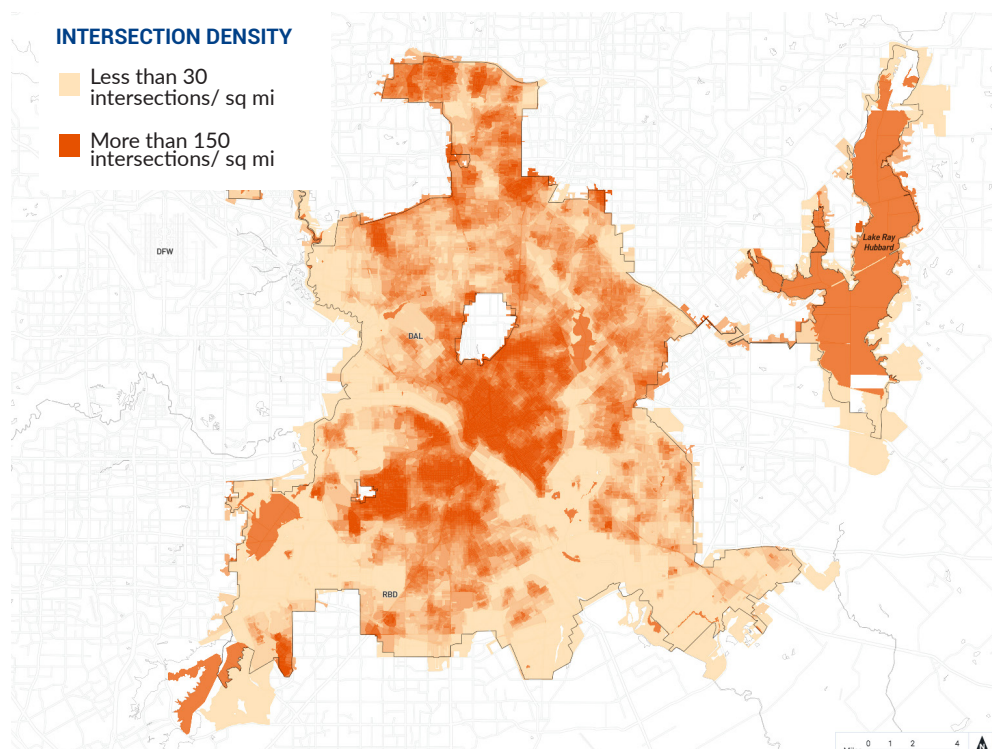 INTERSECTION DENSITY
Less than 30
intersections/ sq mi
More than 150
intersections/ sq mi
DFW
Lake Ray
Hubbard
DAL
RBD
0 1 2 4
N